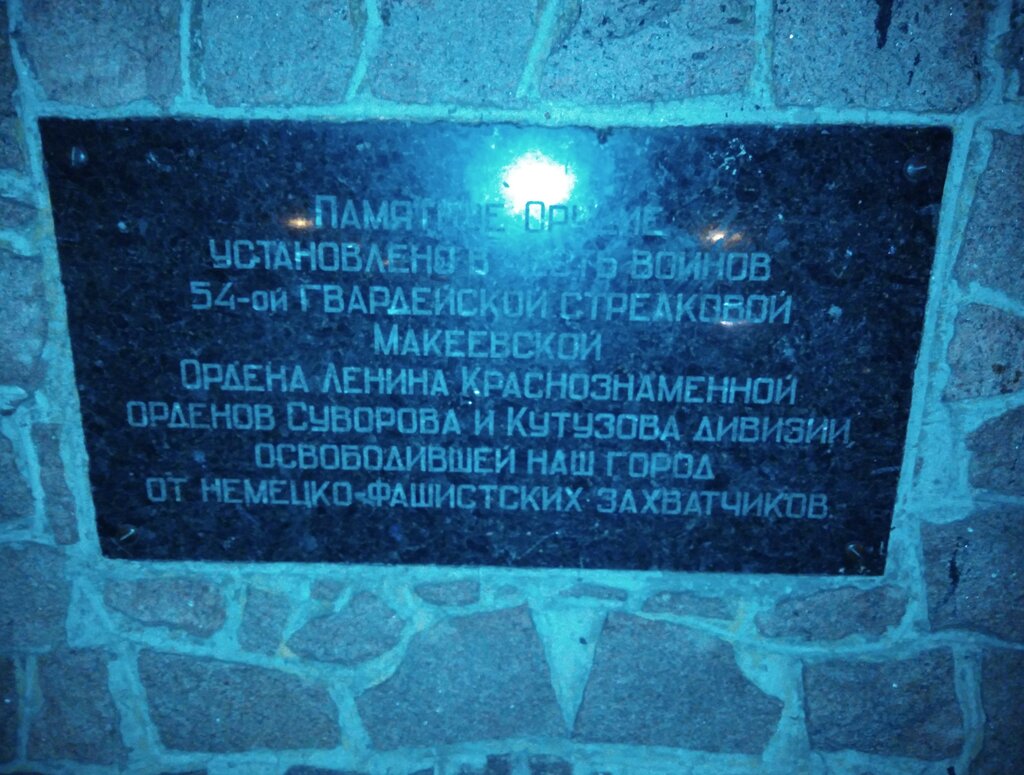 Памятное Орудие
установлено в честь воинов
54-ой гвардейской стрелковой
Макеевской
Ордена Ленина Краснознаменной
орденов Суворова и Кутузова дивизии,
освободившей наш город
от немецко-фашистских захватчиков.